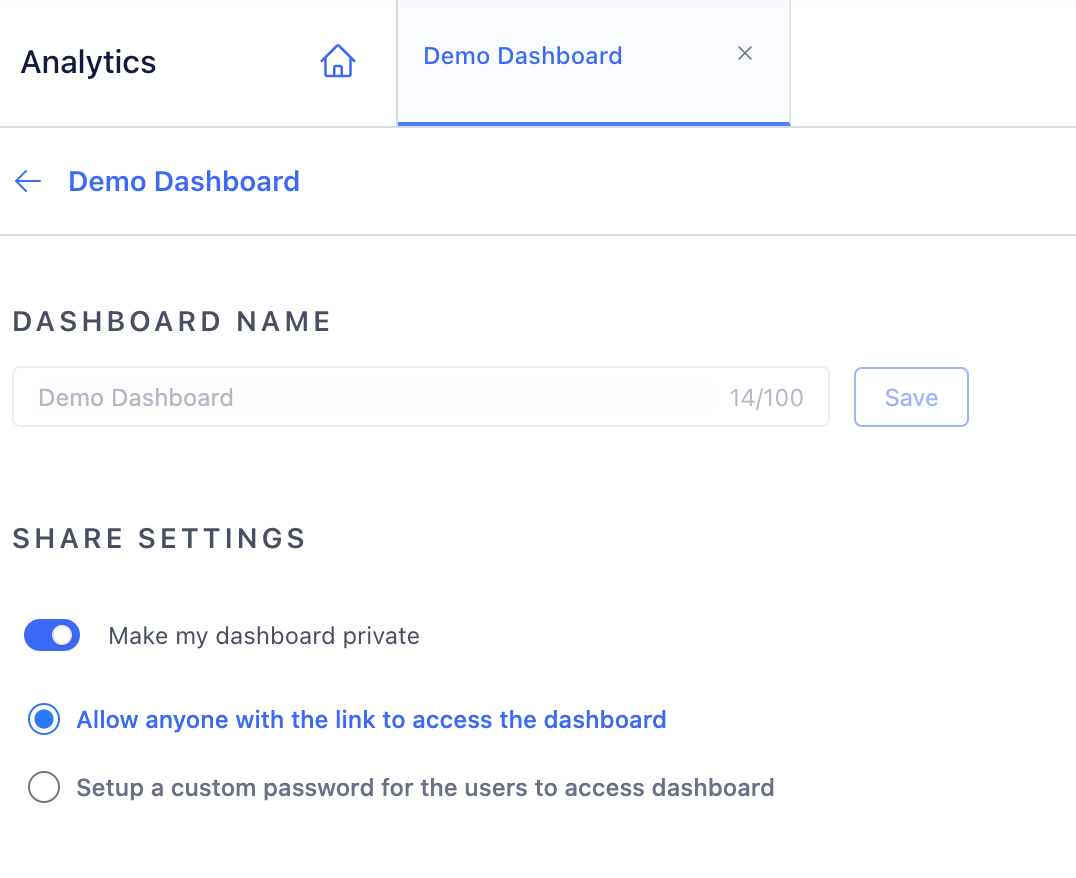 Analytics
Demo Dashboard
Demo Dashboard
DASHBOARD NAME
Demo Dashboard 14/100 Save
SHARE SETTINGS
Make my dashboard private
Allow anyone with the link to access the dashboard
Setup a custom password for the users to access dashboard